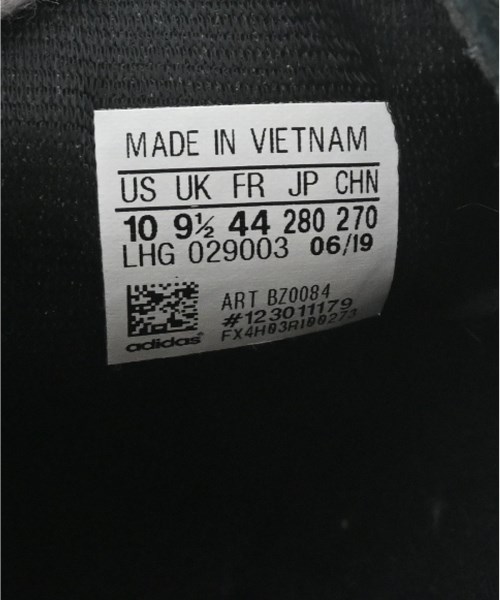 MADE IN VIETNAM
US UK FR JP CHN
10 9½ 44 280 270
LHG 029003 06/19
ART BZ0084
#123011179
FX4H03RI00273
adidas